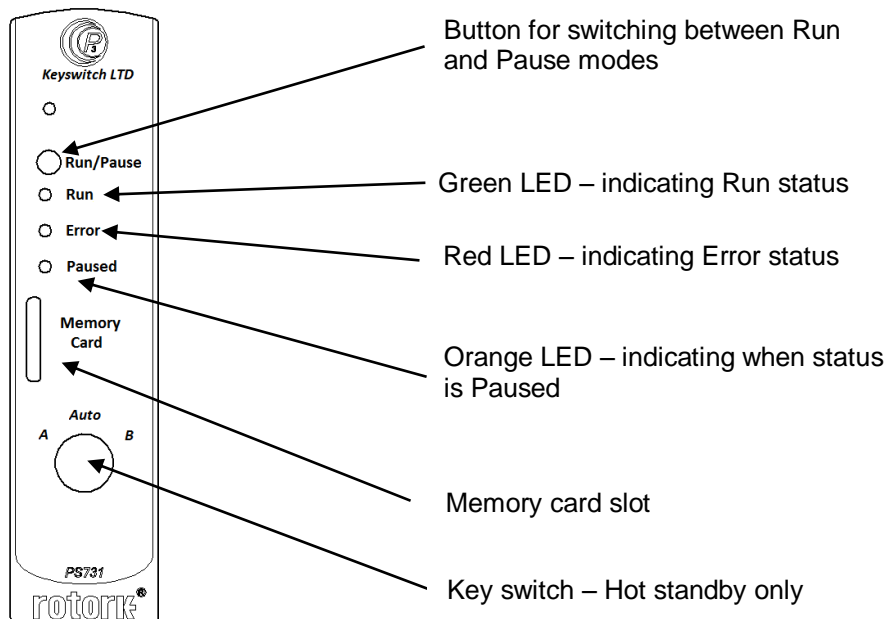 P3
Keyswitch LTD
Run/Pause
Run
Error
Paused
Memory
Card
Auto
A B
PS731
rotork®
Button for switching between Run
and Pause modes
Green LED – indicating Run status
Red LED – indicating Error status
Orange LED – indicating when status
is Paused
Memory card slot
Key switch – Hot standby only